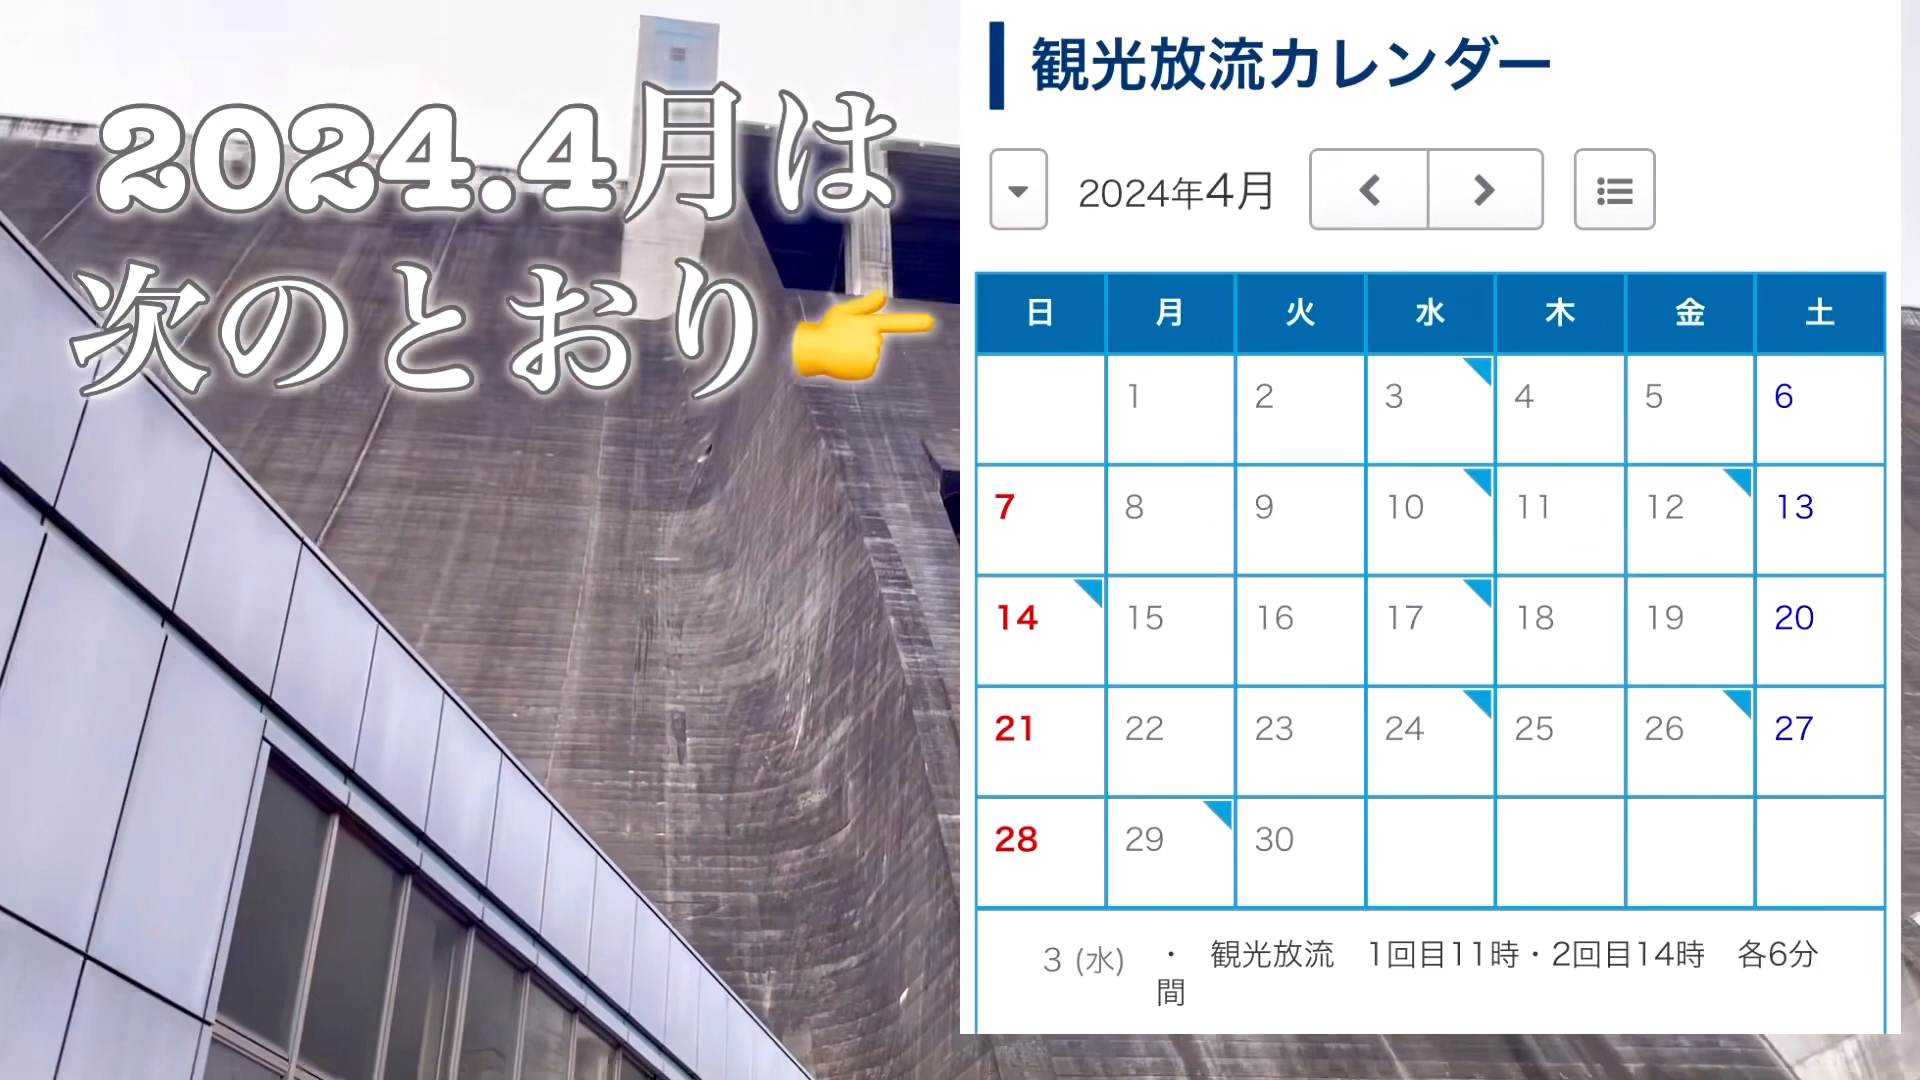 2024.4月は
次のとおり👉
観光放流カレンダー
2024年4月
日 月 火 水 木 金 土
1 2 3 4 5 6
7 8 9 10 11 12 13
14 15 16 17 18 19 20
21 22 23 24 25 26 27
28 29 30
3 (水) ・ 観光放流 1回目11時・2回目14時 各6分
間